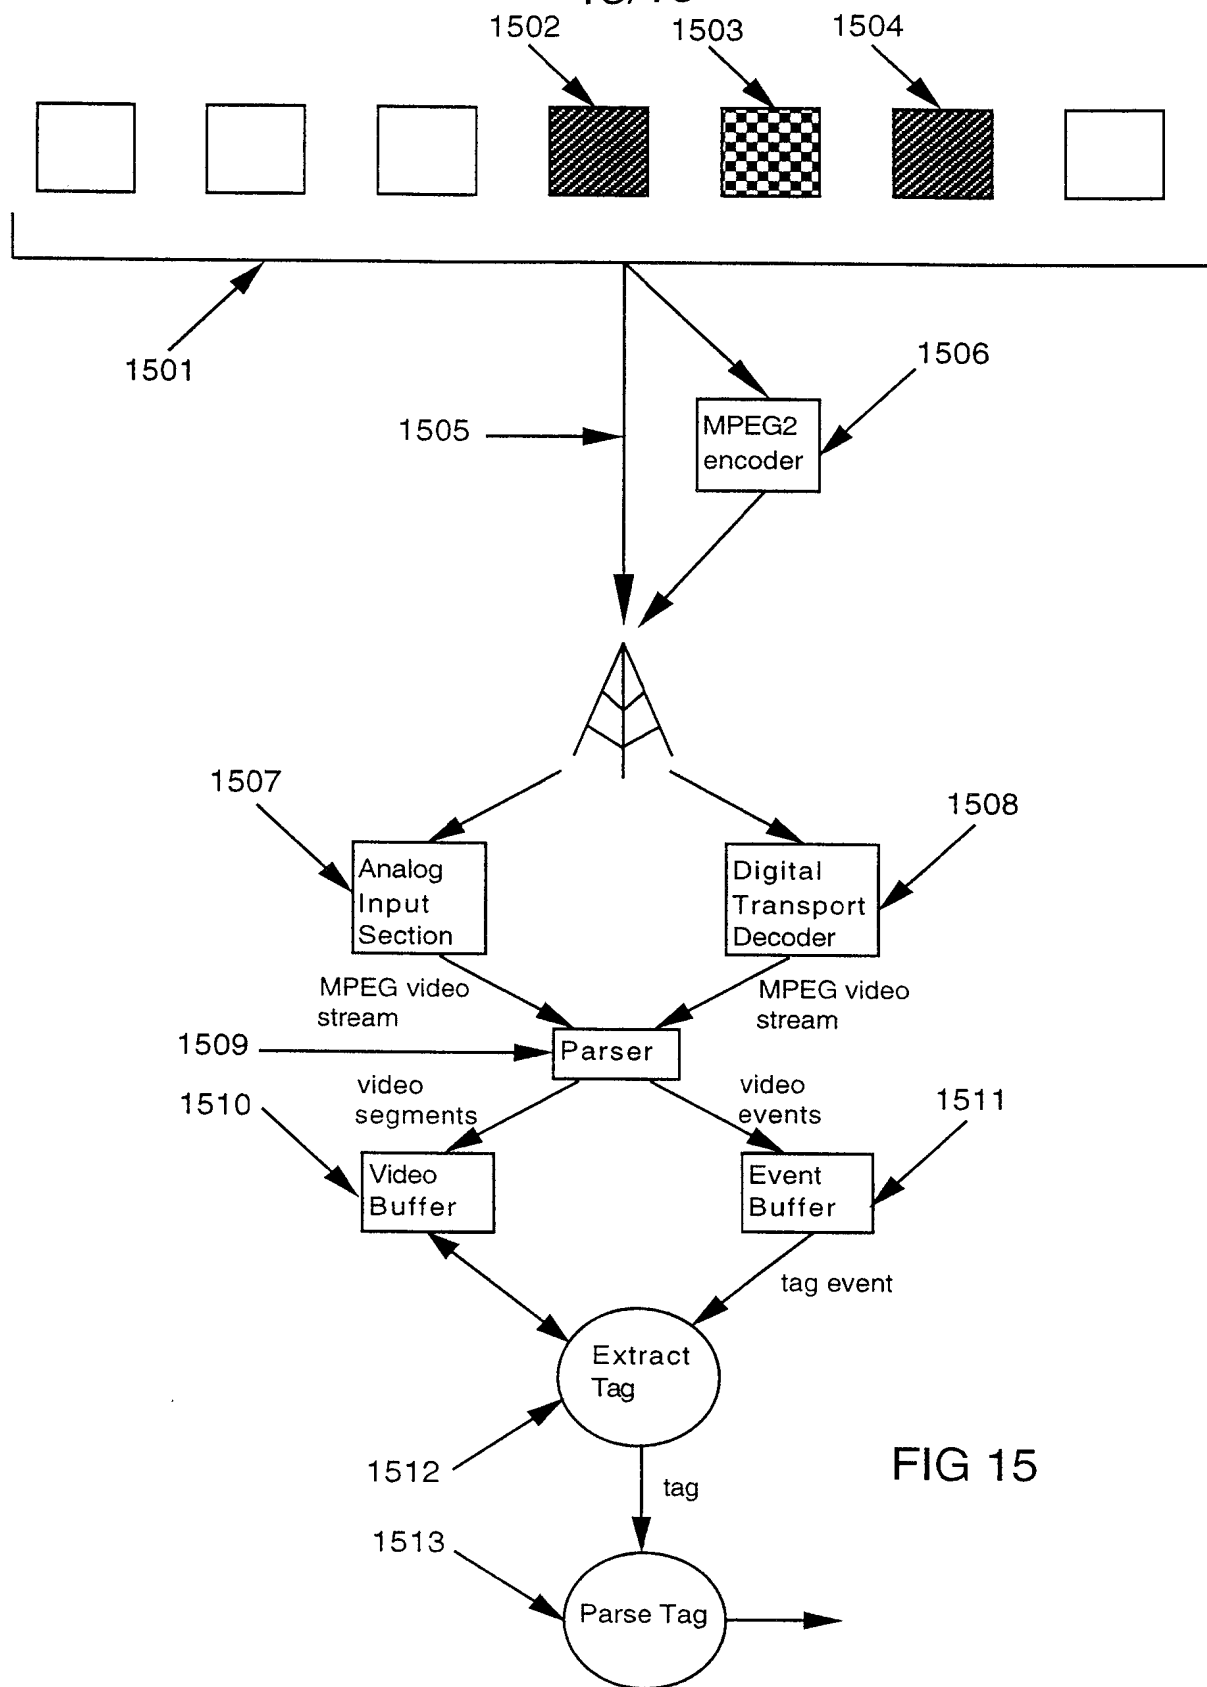 1502
1503
1504
1501
1505
1506
MPEG2
encoder
1507
1508
Analog
Input
Section
Digital
Transport
Decoder
MPEG video
stream
MPEG video
stream
1509
Parser
video
segments
video
events
1510
1511
Video
Buffer
Event
Buffer
tag event
Extract
Tag
1512
tag
FIG 15
1513
Parse Tag